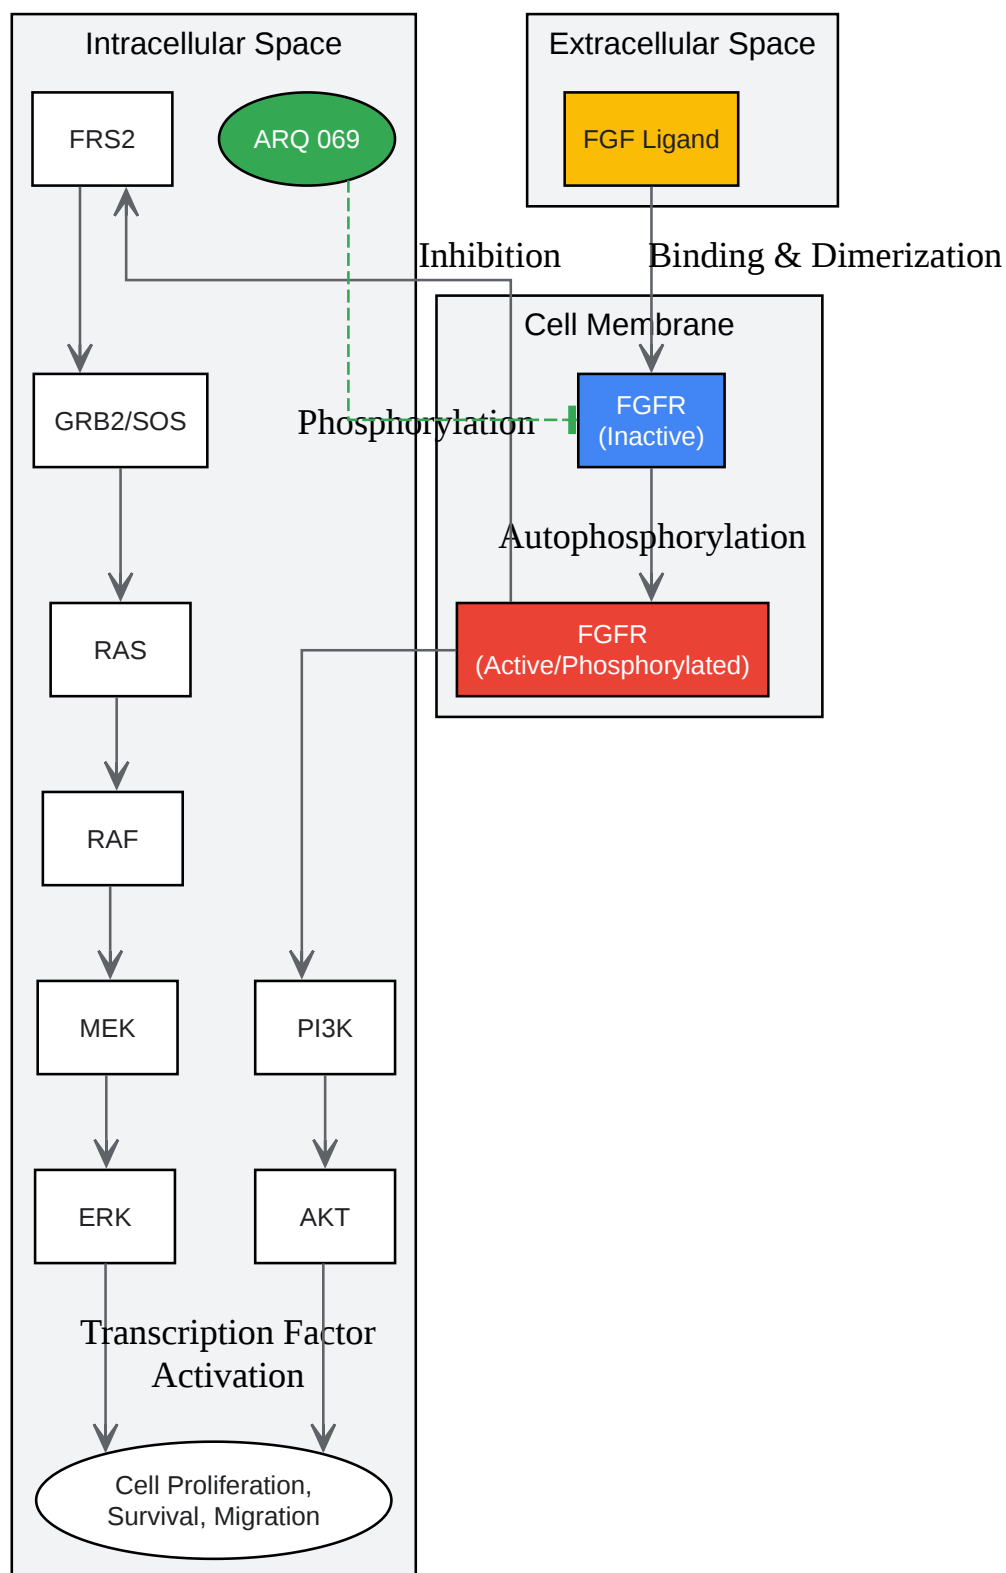 Intracellular Space
Extracellular Space
FRS2
ARQ 069
FGF Ligand
Inhibition
Binding & Dimerization
Cell Membrane
GRB2/SOS
Phosphorylation
FGFR
(Inactive)
Autophosphorylation
RAS
FGFR
(Active/Phosphorylated)
RAF
MEK
PI3K
ERK
AKT
Transcription Factor
Activation
Cell Proliferation,
Survival, Migration